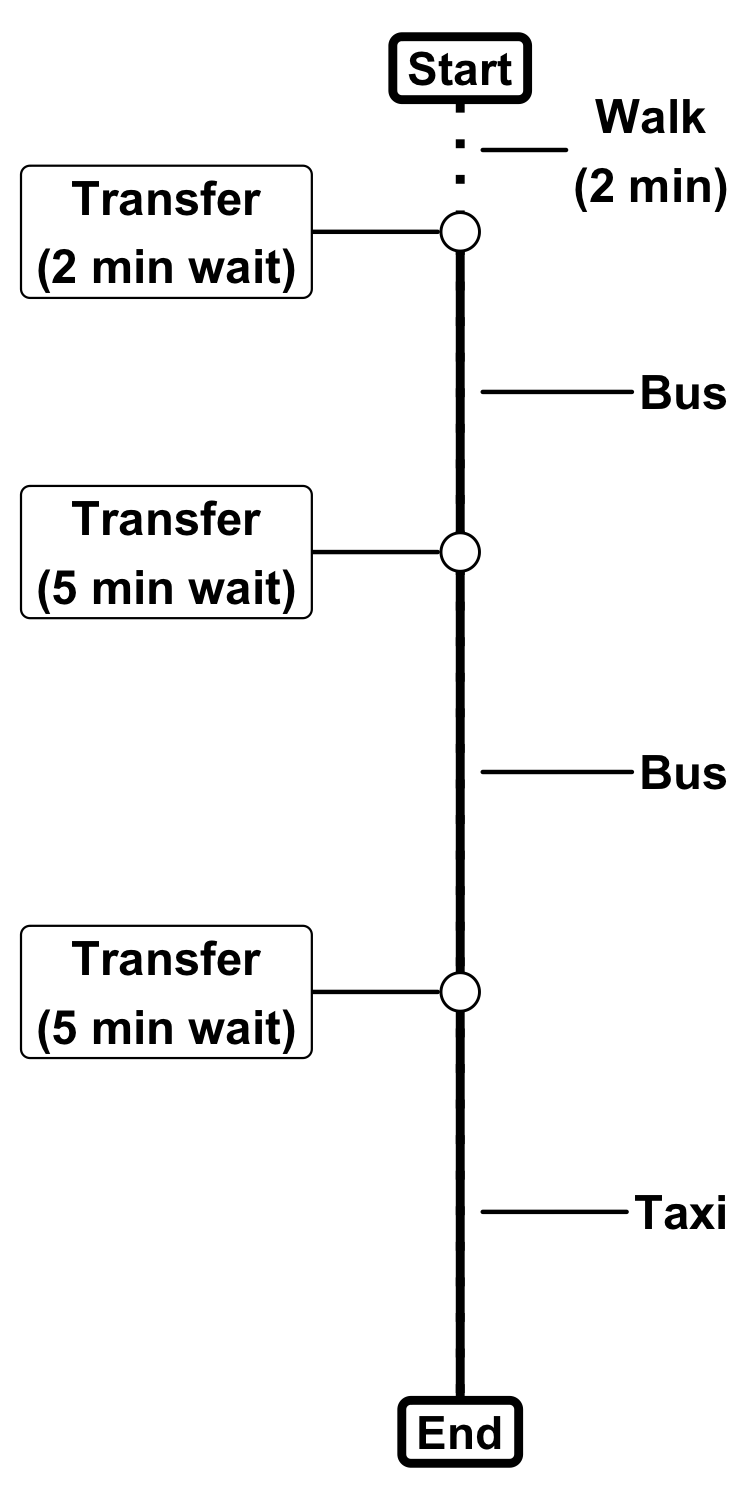 Start
Walk
(2 min)
Transfer
(2 min wait)
Bus
Transfer
(5 min wait)
Bus
Transfer
(5 min wait)
Taxi
End